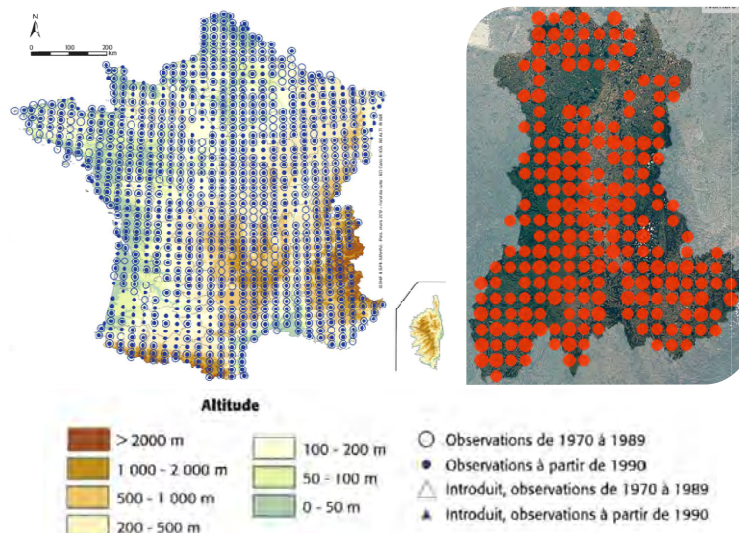 N
0 100 200
km
Altitude
> 2000 m
1 000 - 2 000 m
500 - 1 000 m
200 - 500 m
100 - 200 m
50 - 100 m
0 - 50 m
Observations de 1970 à 1989
Observations à partir de 1990
Introduit, observations de 1970 à 1989
Introduit, observations à partir de 1990